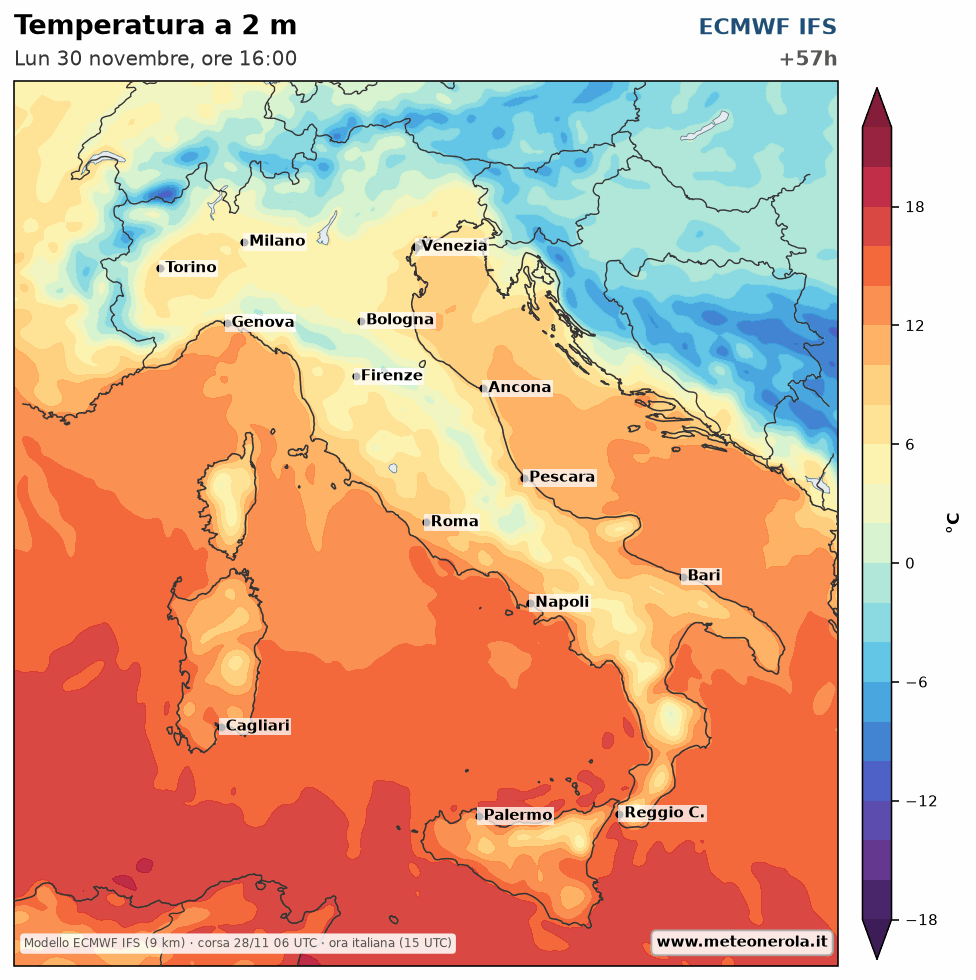 Temperatura a 2 m
ECMWF IFS
Lun 30 novembre, ore 16:00
+57h
Milano
Venezia
Torino
Genova
Bologna
Firenze
Ancona
Pescara
Roma
Bari
Napoli
Cagliari
Palermo
Reggio C.
18
12
6
0
−6
−12
−18
°C
Modello ECMWF IFS (9 km) · corsa 28/11 06 UTC · ora italiana (15 UTC)
www.meteonerola.it